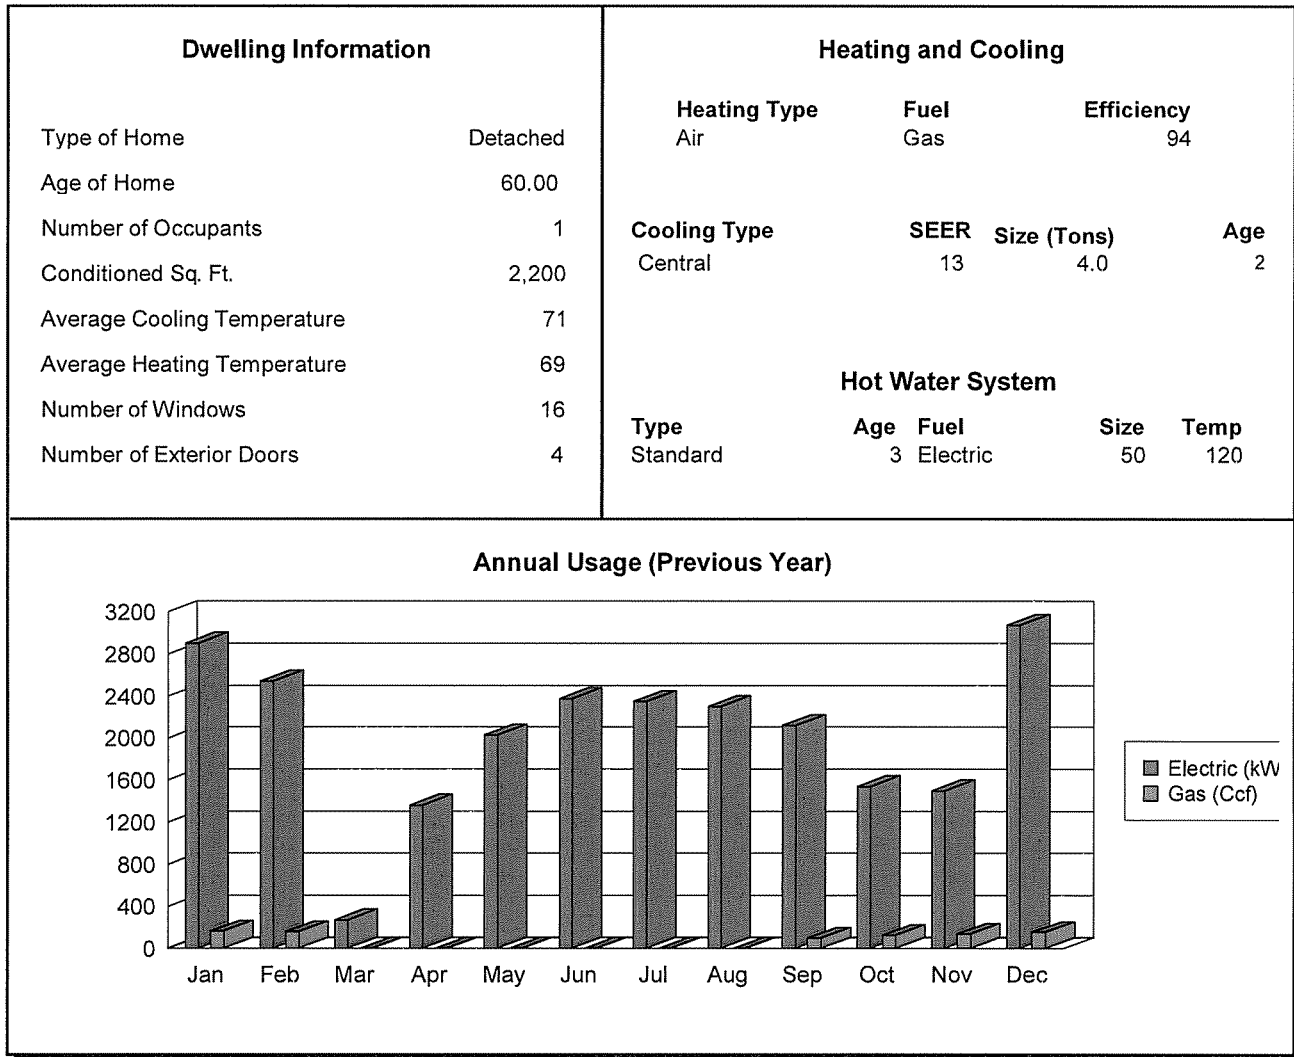 Dwelling Information
Type of Home Detached
Age of Home 60.00
Number of Occupants 1
Conditioned Sq. Ft. 2,200
Average Cooling Temperature 71
Average Heating Temperature 69
Number of Windows 16
Number of Exterior Doors 4
Heating and Cooling
Heating Type Fuel Efficiency
Air Gas 94
Cooling Type SEER Size (Tons) Age
Central 13 4.0 2
Hot Water System
Type Age Fuel Size Temp
Standard 3 Electric 50 120
Annual Usage (Previous Year)
3200
2800
2400
2000
1600
1200
800
400
0
Jan Feb Mar Apr May Jun Jul Aug Sep Oct Nov Dec
Electric (kW
Gas (Ccf)